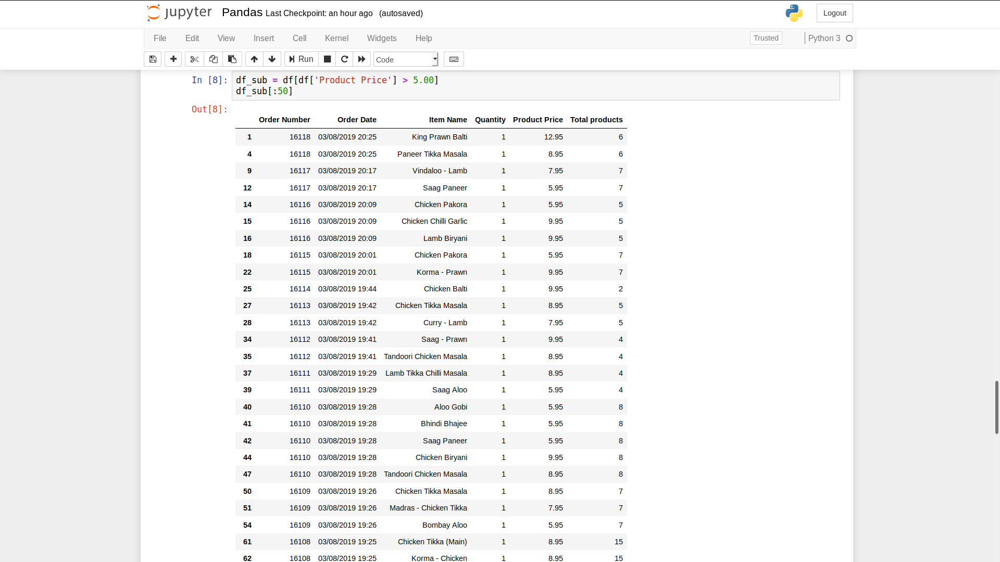 jupyter Pandas Last Checkpoint: an hour ago (autosaved) Logout
File Edit View Insert Cell Kernel Widgets Help Trusted Python 3
Run Code
In [8]: df_sub = df[df['Product Price'] > 5.00]
df_sub[:50]
Out[8]:
Order Number Order Date Item Name Quantity Product Price Total products
1 16118 03/08/2019 20:25 King Prawn Balti 1 12.95 6
4 16118 03/08/2019 20:25 Paneer Tikka Masala 1 8.95 6
9 16117 03/08/2019 20:17 Vindaloo - Lamb 1 7.95 7
12 16117 03/08/2019 20:17 Saag Paneer 1 5.95 7
14 16116 03/08/2019 20:09 Chicken Pakora 1 5.95 5
15 16116 03/08/2019 20:09 Chicken Chilli Garlic 1 9.95 5
16 16116 03/08/2019 20:09 Lamb Biryani 1 9.95 5
18 16115 03/08/2019 20:01 Chicken Pakora 1 5.95 7
22 16115 03/08/2019 20:01 Korma - Prawn 1 9.95 7
25 16114 03/08/2019 19:44 Chicken Balti 1 9.95 2
27 16113 03/08/2019 19:42 Chicken Tikka Masala 1 8.95 5
28 16113 03/08/2019 19:42 Curry - Lamb 1 7.95 5
34 16112 03/08/2019 19:41 Saag - Prawn 1 9.95 4
35 16112 03/08/2019 19:41 Tandoori Chicken Masala 1 8.95 4
37 16111 03/08/2019 19:29 Lamb Tikka Chilli Masala 1 8.95 4
39 16111 03/08/2019 19:29 Saag Aloo 1 5.95 4
40 16110 03/08/2019 19:28 Aloo Gobi 1 5.95 8
41 16110 03/08/2019 19:28 Bhindi Bhajee 1 5.95 8
42 16110 03/08/2019 19:28 Saag Paneer 1 5.95 8
44 16110 03/08/2019 19:28 Chicken Biryani 1 9.95 8
47 16110 03/08/2019 19:28 Tandoori Chicken Masala 1 8.95 8
50 16109 03/08/2019 19:26 Chicken Tikka Masala 1 8.95 7
51 16109 03/08/2019 19:26 Madras - Chicken Tikka 1 7.95 7
54 16109 03/08/2019 19:26 Bombay Aloo 1 5.95 7
61 16108 03/08/2019 19:25 Chicken Tikka (Main) 1 8.95 15
62 16108 03/08/2019 19:25 Korma - Chicken 1 8.95 15